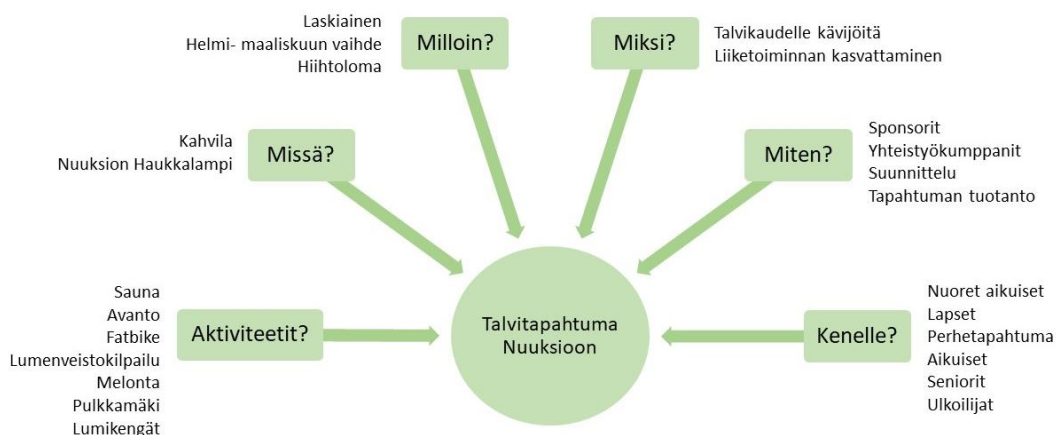 Laskiainen
Helmi- maaliskuun vaihde
Hiihtoloma
Milloin?
Miksi?
Talvikaudelle kävijöitä
Liiketoiminnan kasvattaminen
Kahvila
Nuuksion Haukkalampi
Missä?
Miten?
Sponsorit
Yhteistyökumppanit
Suunnittelu
Tapahtuman tuotanto
Sauna
Avanto
Fatbike
Lumenveistokilpailu
Melonta
Pulkkamäki
Lumikengät
Aktiviteetit?
Talvitapahtuma
Nuuksioon
Kenelle?
Nuoret aikuiset
Lapset
Perhetapahtuma
Aikuiset
Seniorit
Ulkoilijat